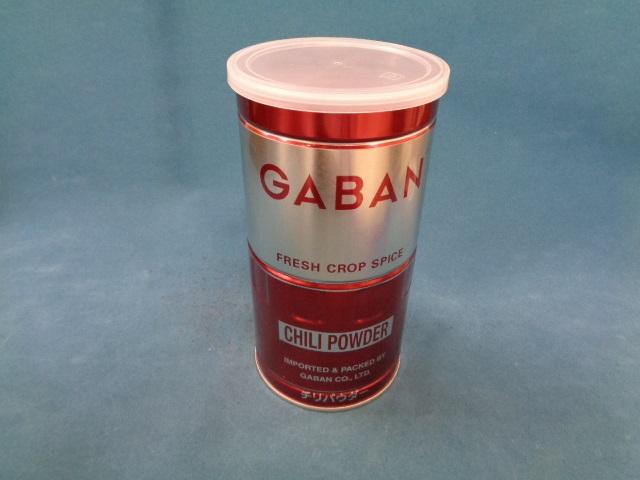 GABAN
FRESH CROP SPICE
CHILI POWDER
IMPORTED & PACKED BY
GABAN CO., LTD.
チリパウダー